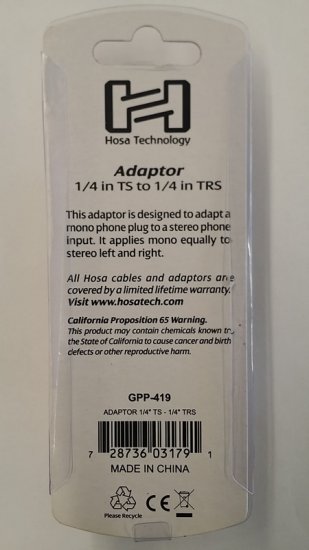 Hosa Technology
Adaptor
1/4 in TS to 1/4 in TRS
This adaptor is designed to adapt a
mono phone plug to a stereo phone
input. It applies mono equally to
stereo left and right.
All Hosa cables and adaptors are
covered by a limited lifetime warranty.
Visit www.hosatech.com
California Proposition 65 Warning.
This product may contain chemicals known to
the State of California to cause cancer and birth
defects or other reproductive harm.
GPP-419
ADAPTOR 1/4" TS - 1/4" TRS
7 28736 03179 1
MADE IN CHINA
Please Recycle
CE